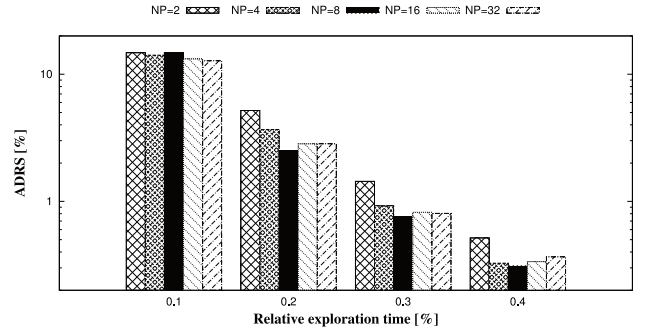 NP=2 NP=4 NP=8 NP=16 NP=32
10
1
ADRS [%]
0.1 0.2 0.3 0.4
Relative exploration time [%]